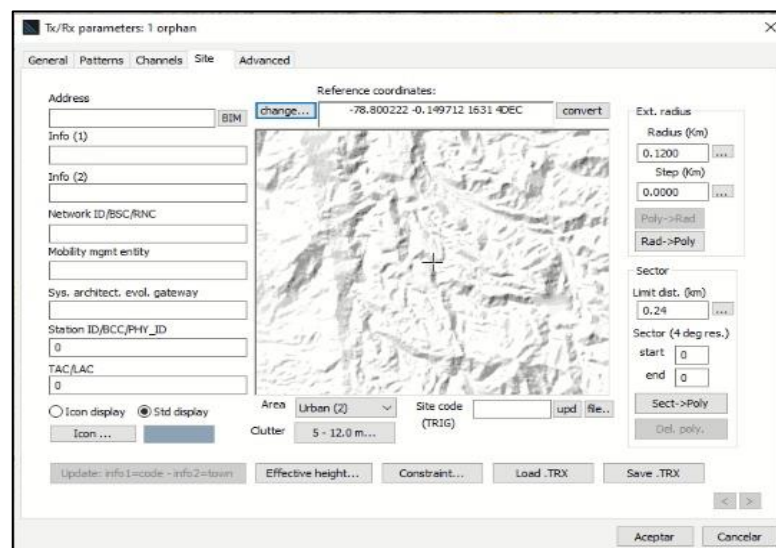 Tx/Rx parameters: 1 orphan
General Patterns Channels Site Advanced
Address
BIM
Info (1)
Info (2)
Network ID/BSC/RNC
Mobility mgmt entity
Sys. architect. evol. gateway
Station ID/BCC/PHY_ID
0
TAC/LAC
0
Icon display Std display
Icon ...
Reference coordinates:
change... -78.800222 -0.149712 1631 4DEC convert
Area Urban (2)
Site code (TRIG) upd file..
Clutter 5 - 12.0 m...
Ext. radius
Radius (Km)
0.1200 ...
Step (Km)
0.0000 ...
Poly->Rad
Rad->Poly
Sector
Limit dist. (km)
0.24 ...
Sector (4 deg res.)
start 0
end 0
Sect->Poly
Del. poly.
Update: info1=code - info2=town Effective height... Constraint... Load .TRX Save .TRX
< >
Aceptar Cancelar